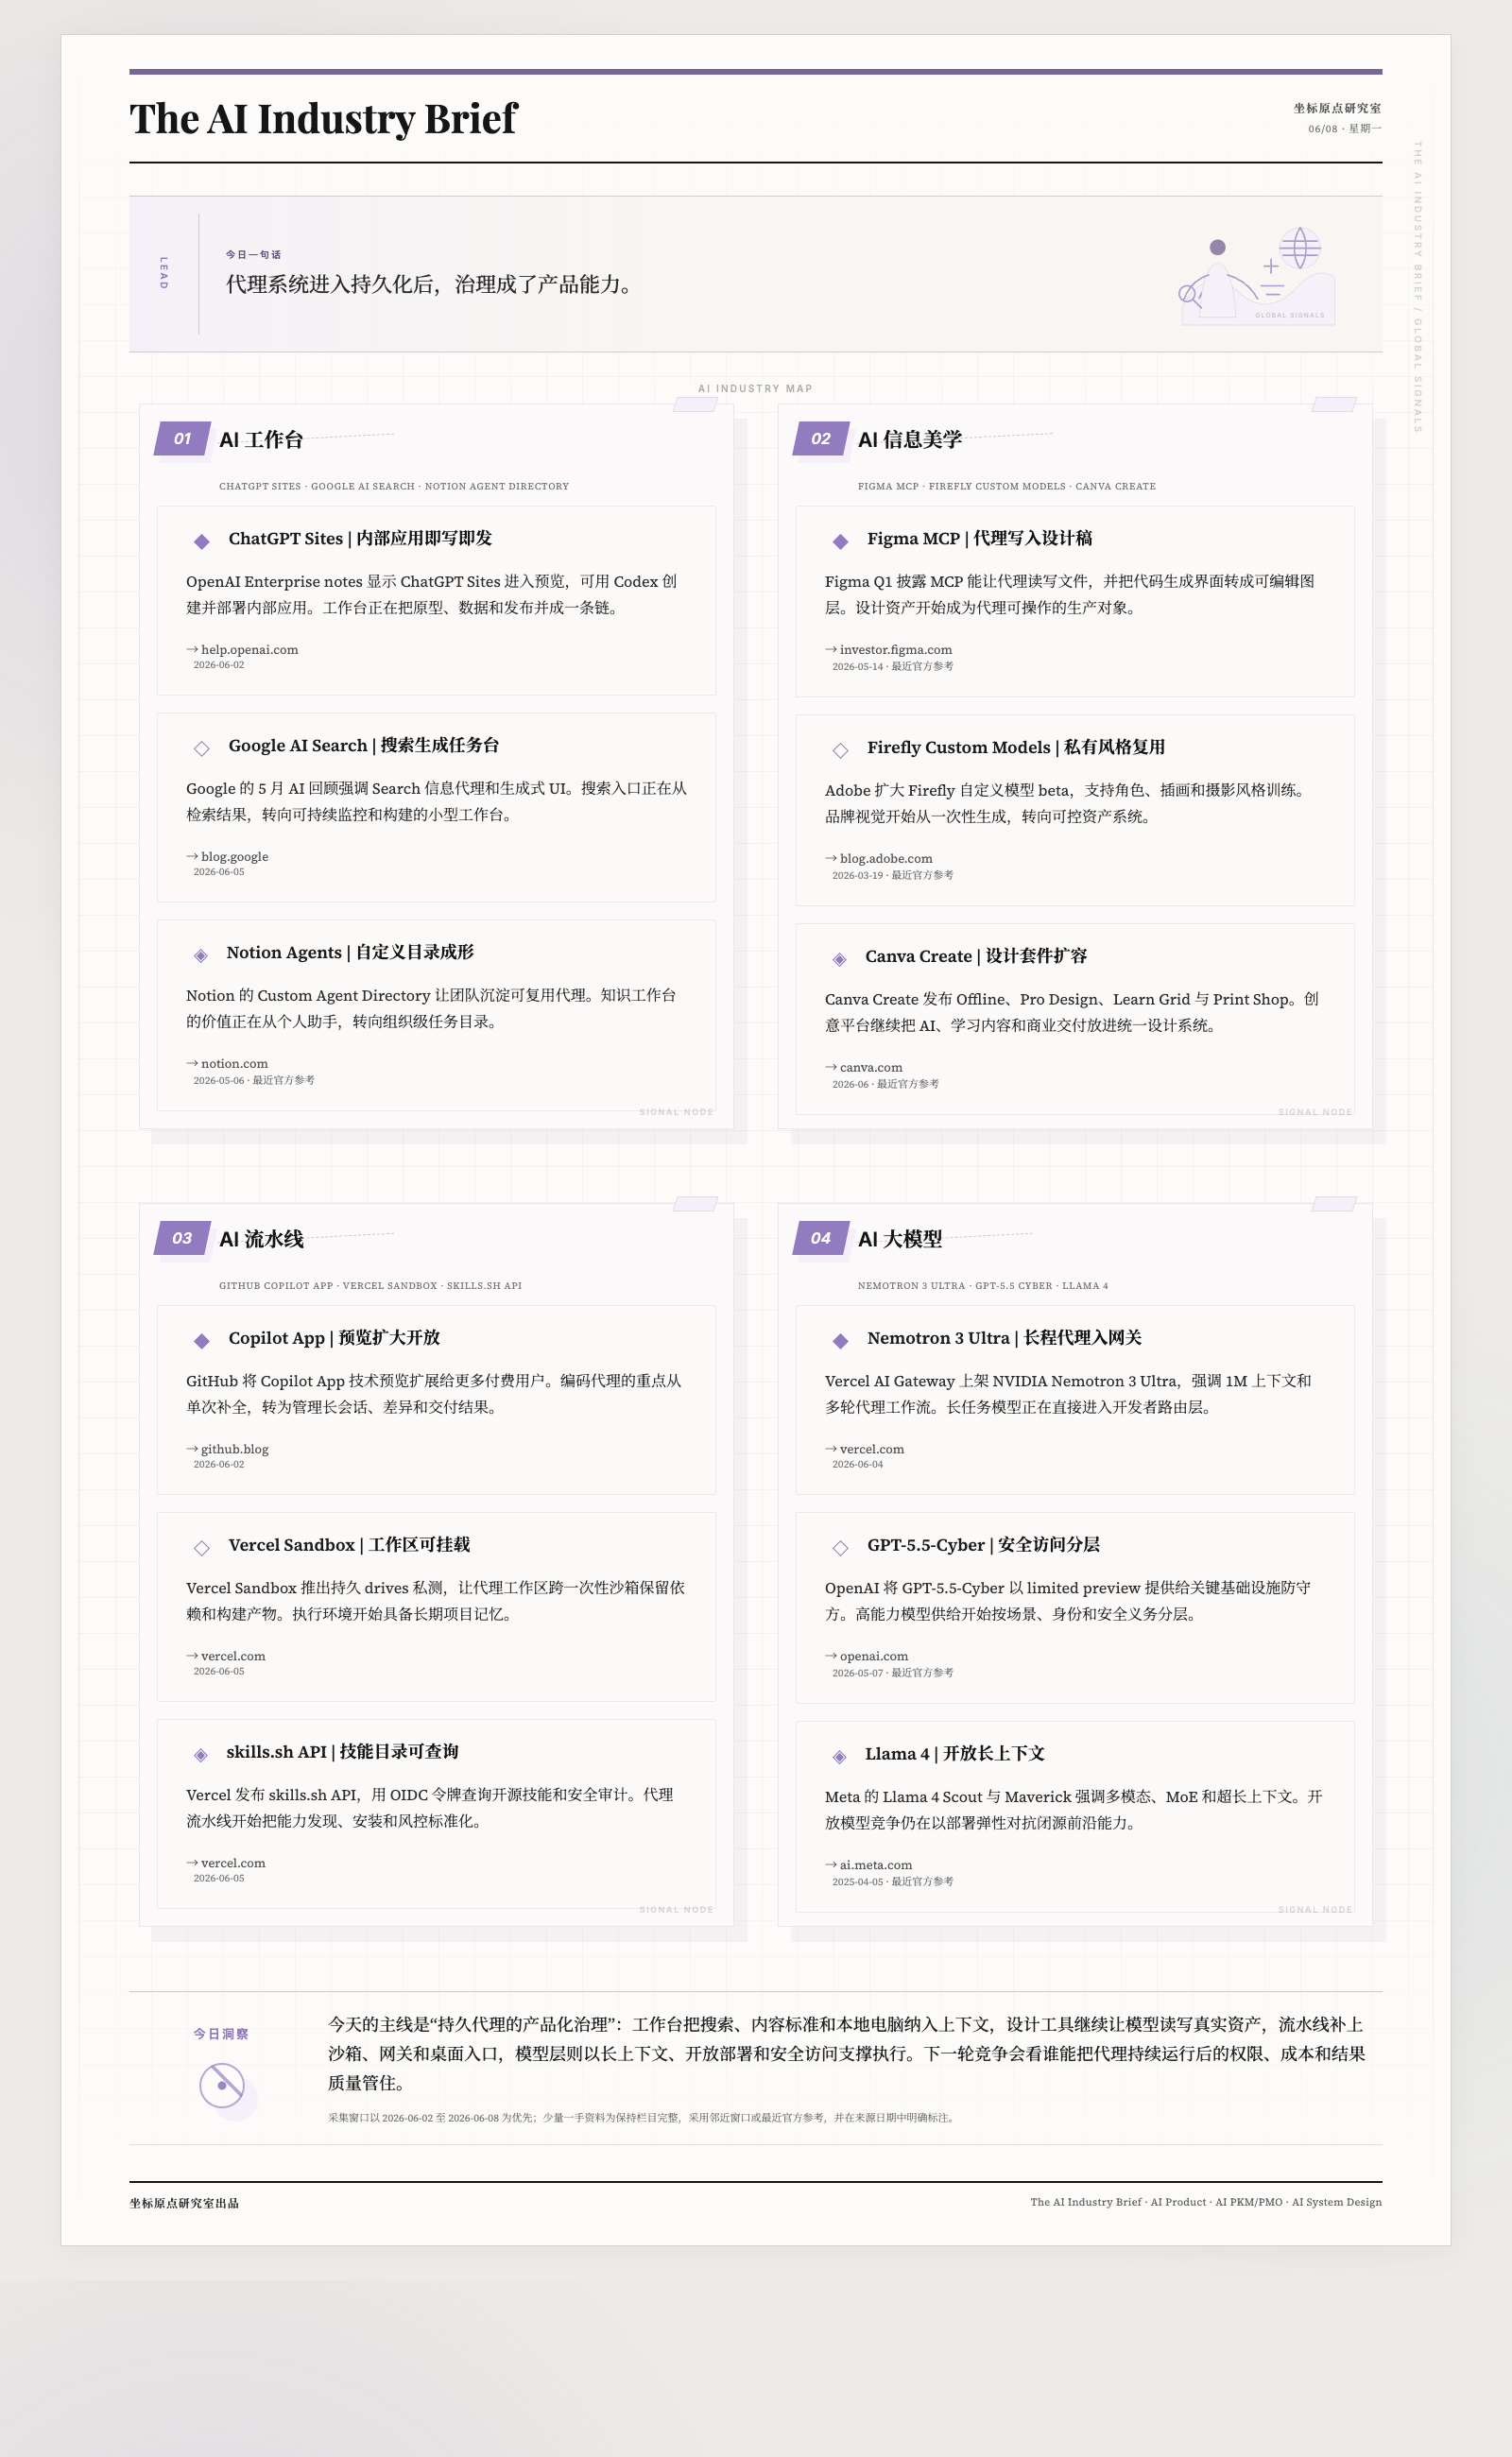 The AI Industry Brief
坐标原点研究室
06/08 · 星期一
THE AI INDUSTRY BRIEF / GLOBAL SIGNALS
LEAD
今日一句话
代理系统进入持久化后，治理成了产品能力。
GLOBAL SIGNALS
AI INDUSTRY MAP
01 AI 工作台
CHATGPT SITES · GOOGLE AI SEARCH · NOTION AGENT DIRECTORY
◆ ChatGPT Sites | 内部应用即写即发
OpenAI Enterprise notes 显示 ChatGPT Sites 进入预览，可用 Codex 创
建并部署内部应用。工作台正在把原型、数据和发布并成一条链。
→ help.openai.com
2026-06-02
◇ Google AI Search | 搜索生成任务台
Google 的 5 月 AI 回顾强调 Search 信息代理和生成式 UI。搜索入口正在从
检索结果，转向可持续监控和构建的小型工作台。
→ blog.google
2026-06-05
◈ Notion Agents | 自定义目录成形
Notion 的 Custom Agent Directory 让团队沉淀可复用代理。知识工作台
的价值正在从个人助手，转向组织级任务目录。
→ notion.com
2026-05-06 · 最近官方参考
SIGNAL NODE
02 AI 信息美学
FIGMA MCP · FIREFLY CUSTOM MODELS · CANVA CREATE
◆ Figma MCP | 代理写入设计稿
Figma Q1 披露 MCP 能让代理读写文件，并把代码生成界面转成可编辑图
层。设计资产开始成为代理可操作的生产对象。
→ investor.figma.com
2026-05-14 · 最近官方参考
◇ Firefly Custom Models | 私有风格复用
Adobe 扩大 Firefly 自定义模型 beta，支持角色、插画和摄影风格训练。
品牌视觉开始从一次性生成，转向可控资产系统。
→ blog.adobe.com
2026-03-19 · 最近官方参考
◈ Canva Create | 设计套件扩容
Canva Create 发布 Offline、Pro Design、Learn Grid 与 Print Shop。创
意平台继续把 AI、学习内容和商业交付放进统一设计系统。
→ canva.com
2026-06 · 最近官方参考
SIGNAL NODE
03 AI 流水线
GITHUB COPILOT APP · VERCEL SANDBOX · SKILLS.SH API
◆ Copilot App | 预览扩大开放
GitHub 将 Copilot App 技术预览扩展给更多付费用户。编码代理的重点从
单次补全，转为管理长会话、差异和交付结果。
→ github.blog
2026-06-02
◇ Vercel Sandbox | 工作区可挂载
Vercel Sandbox 推出持久 drives 私测，让代理工作区跨一次性沙箱保留依
赖和构建产物。执行环境开始具备长期项目记忆。
→ vercel.com
2026-06-05
◈ skills.sh API | 技能目录可查询
Vercel 发布 skills.sh API，用 OIDC 令牌查询开源技能和安全审计。代理
流水线开始把能力发现、安装和风控标准化。
→ vercel.com
2026-06-05
SIGNAL NODE
04 AI 大模型
NEMOTRON 3 ULTRA · GPT-5.5 CYBER · LLAMA 4
◆ Nemotron 3 Ultra | 长程代理入网关
Vercel AI Gateway 上架 NVIDIA Nemotron 3 Ultra，强调 1M 上下文和
多轮代理工作流。长任务模型正在直接进入开发者路由层。
→ vercel.com
2026-06-04
◇ GPT-5.5-Cyber | 安全访问分层
OpenAI 将 GPT-5.5-Cyber 以 limited preview 提供给关键基础设施防守
方。高能力模型供给开始按场景、身份和安全义务分层。
→ openai.com
2026-05-07 · 最近官方参考
◈ Llama 4 | 开放长上下文
Meta 的 Llama 4 Scout 与 Maverick 强调多模态、MoE 和超长上下文。开
放模型竞争仍在以部署弹性对抗闭源前沿能力。
→ ai.meta.com
2025-04-05 · 最近官方参考
SIGNAL NODE
今日洞察
今天的主线是“持久代理的产品化治理”：工作台把搜索、内容标准和本地电脑纳入上下文，设计工具继续让模型读写真实资产，流水线补上
沙箱、网关和桌面入口，模型层则以长上下文、开放部署和安全访问支撑执行。下一轮竞争会看谁能把代理持续运行后的权限、成本和结果
质量管住。
采集窗口以 2026-06-02 至 2026-06-08 为优先；少量一手资料为保持栏目完整，采用邻近窗口或最近官方参考，并在来源日期中明确标注。
坐标原点研究室出品
The AI Industry Brief · AI Product · AI PKM/PMO · AI System Design